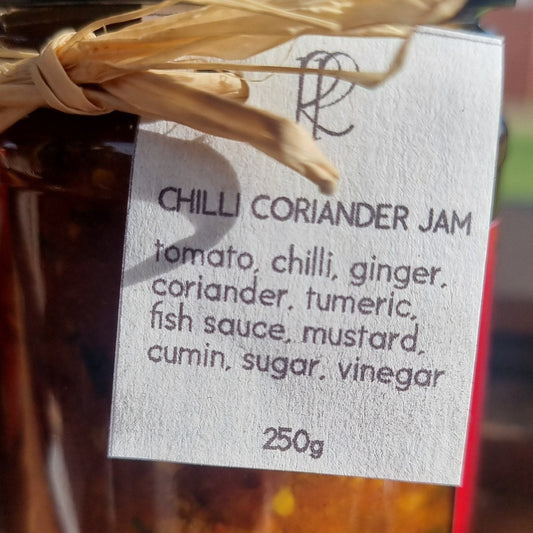 CHILLI CORIANDER JAM
tomato, chilli, ginger,
coriander, tumeric,
fish sauce, mustard,
cumin, sugar, vinegar
250g